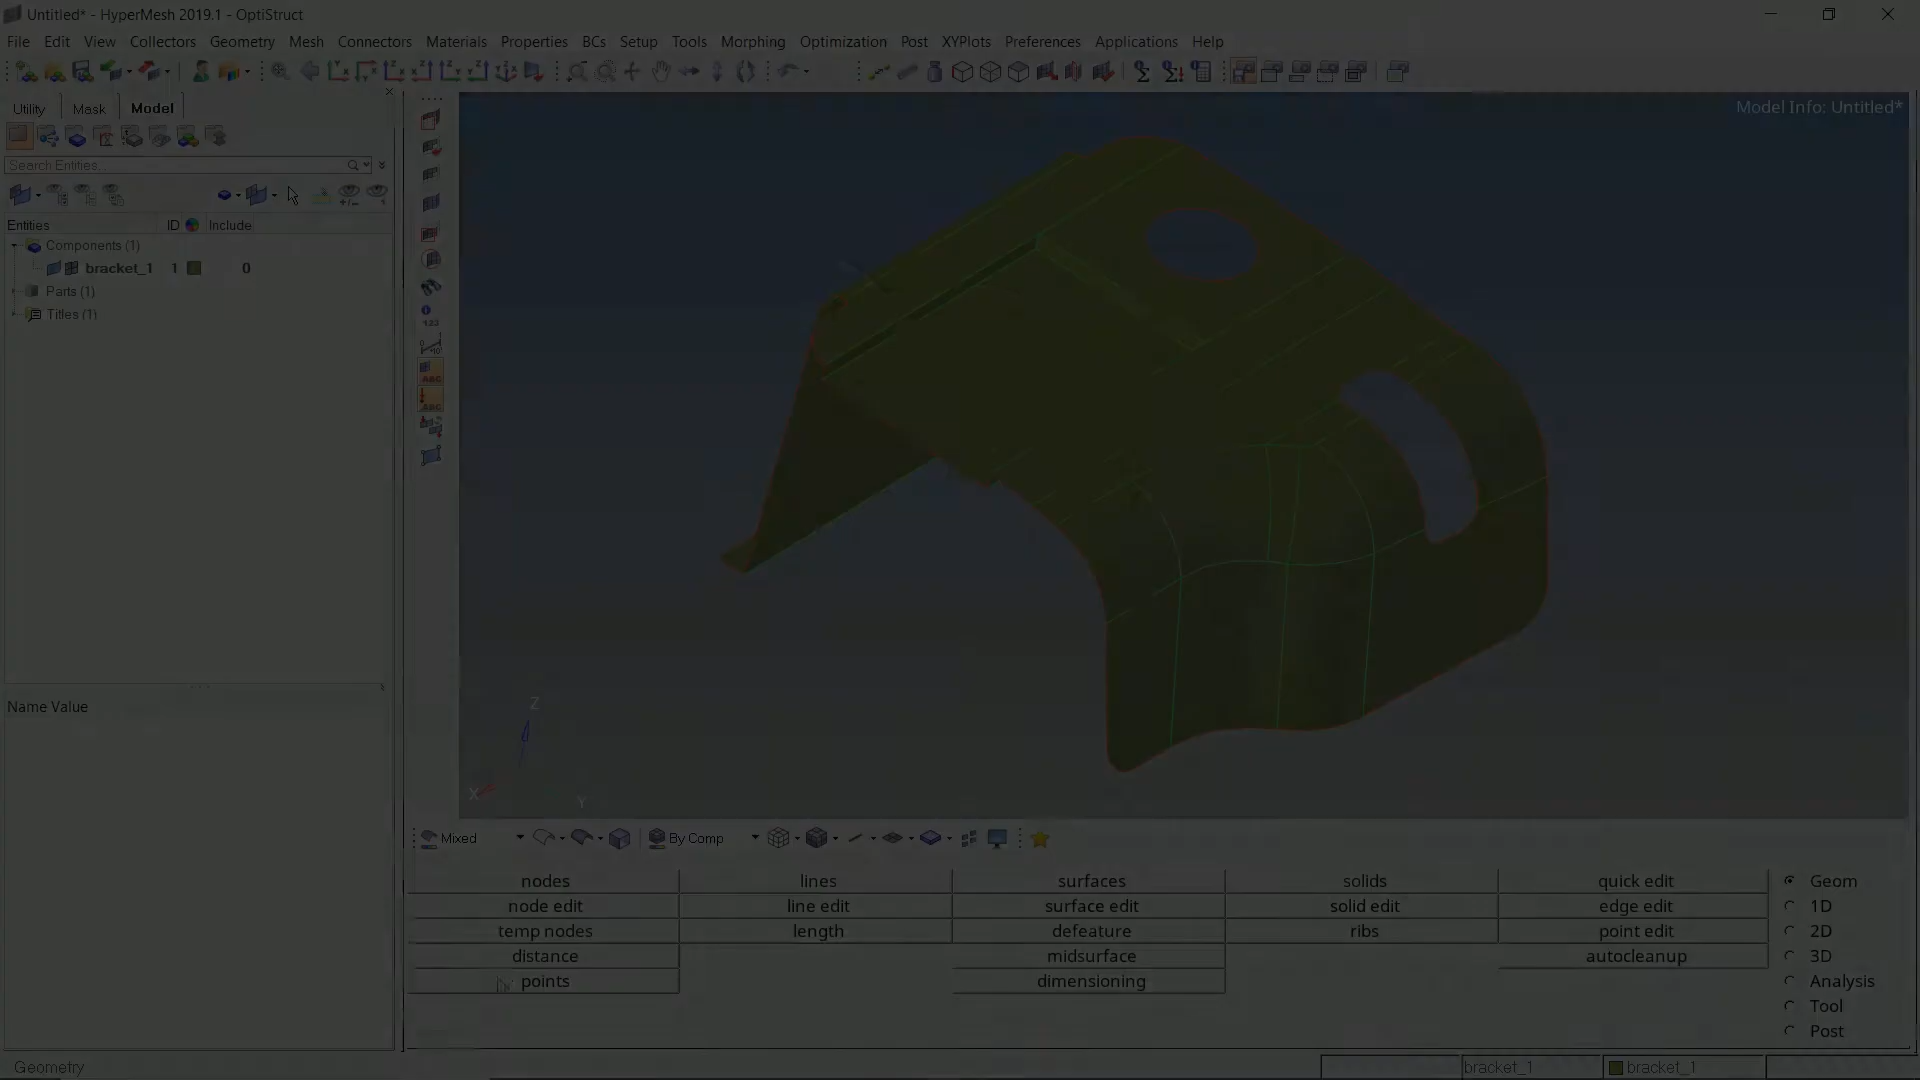 Untitled* - HyperMesh 2019.1 - OptiStruct
File Edit View Collectors Geometry Mesh Connectors Materials Properties BCs Setup Tools Morphing Optimization Post XYPlots Preferences Applications Help
Utility Mask Model
Model Info: Untitled*
Search Entities...
Entities ID Include
Components (1)
bracket_1 1 0
Parts (1)
Titles (1)
123
ABC
ABC
Name Value
Z
X
Y
Mixed By Comp
nodes lines surfaces solids quick edit Geom
node edit line edit surface edit solid edit edge edit 1D
temp nodes length defeature ribs point edit 2D
distance midsurface autocleanup 3D
points dimensioning Analysis
Tool
Post
Geometry bracket_1 bracket_1